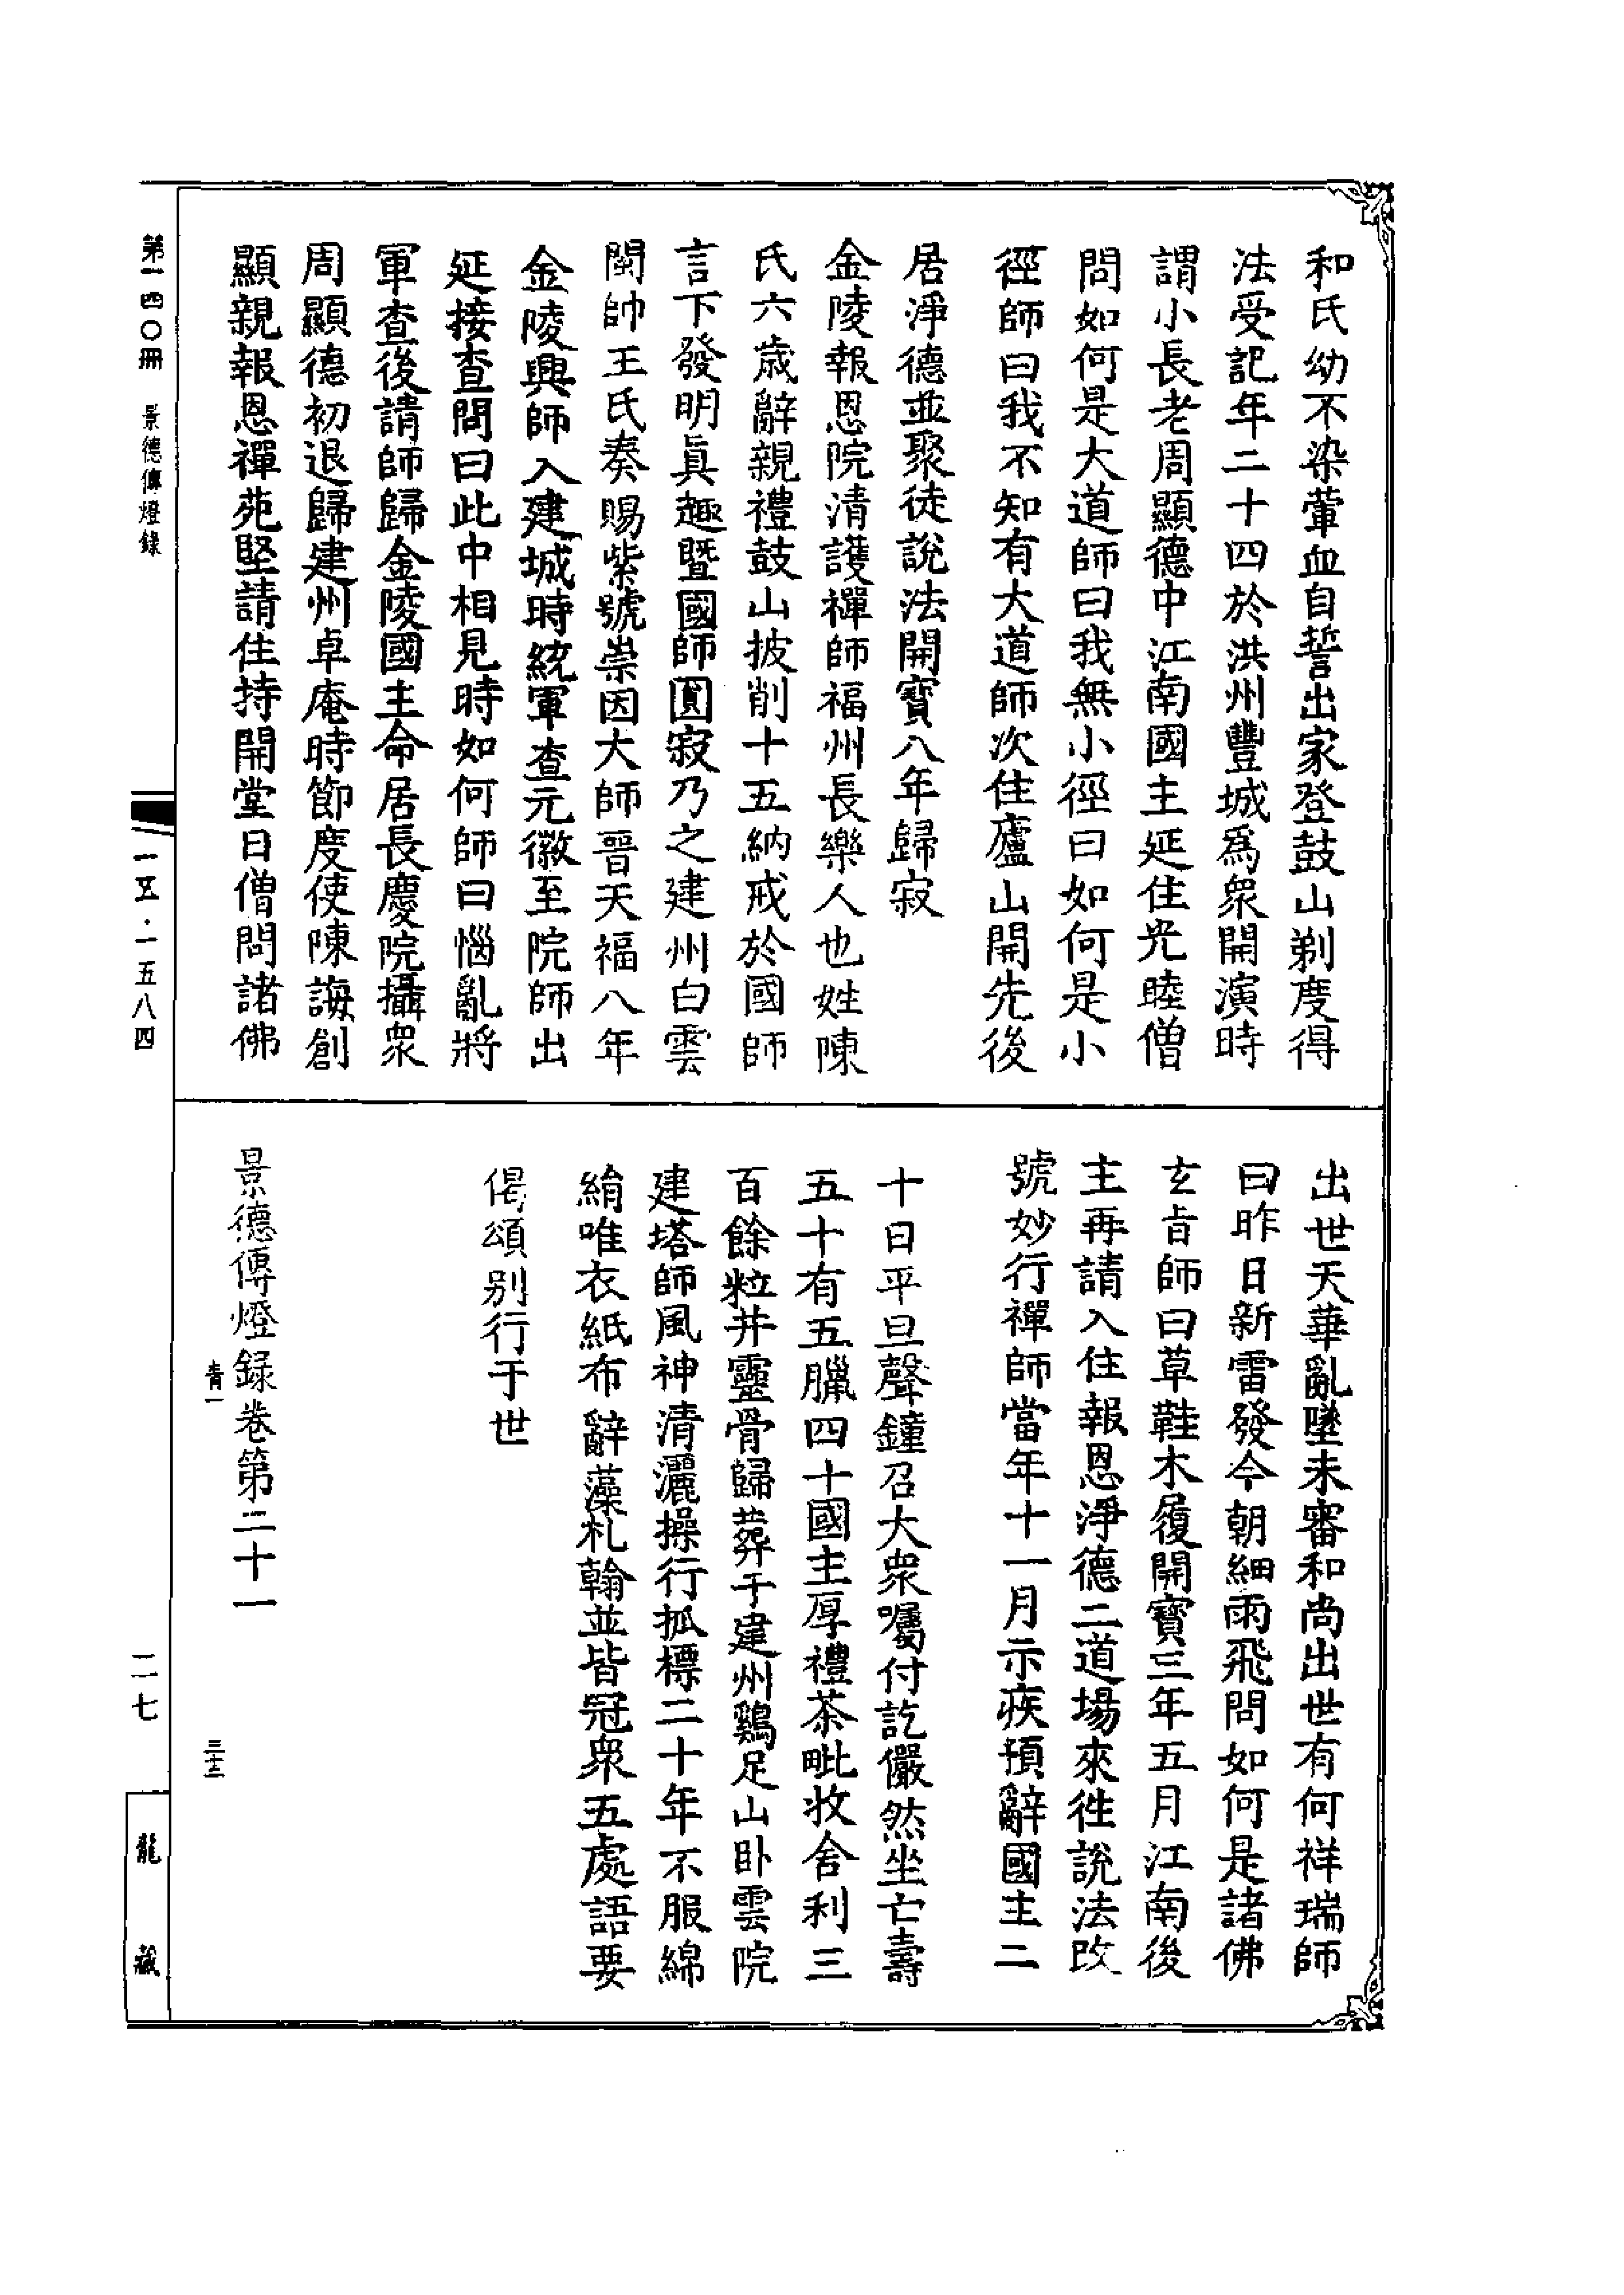 和氏幼不染葷血自誓出家登鼓山剃度得
法受記年二十四於洪州豐城爲衆開演時
謂小長老周顯德中江南國主延住光睦僧
問如何是大道師曰我無小徑曰如何是小
徑師曰我不知有大道師次住廬山開先後
居淨德並聚徒說法開寶八年歸寂
金陵報恩院清護禪師福州長樂人也姓陳
氏六歳辭親禮鼓山披削十五納戒於國師
言下發明眞趣暨國師圓寂乃之建州白雲
閩帥王氏奏賜紫號崇因大師晋天福八年
金陵興師入建城時統軍查元徽至院師出
延接查問曰此中相見時如何師曰惱亂將
軍查後請師歸金陵國主命居長慶院攝衆
周顯德初退歸建州卓庵時節度使陳誨創
顯親報恩禪苑堅請住持開堂日僧問諸佛
出世天華亂墜未審和尚出世有何祥瑞師
曰昨日新雷發今朝細雨飛問如何是諸佛
玄旨師曰草鞋木履開寶三年五月江南後
主再請入住報恩淨德二道場來徃說法改
號妙行禪師當年十一月示疾預辭國主二
十日平旦聲鐘召大衆囑付訖儼然坐亡壽
五十有五臘四十國主厚禮茶毗收舍利三
百餘粒并靈骨歸葬于建州鷄足山卧雲院
建塔師風神清灑操行孤標二十年不服綿
絹唯衣紙布辭藻札翰並皆冠衆五處語要
偈頌别行于世
景德傳燈錄卷第二十一
青一
三十三
第一四〇冊
景德傳燈錄
一五·一五八四
二七
龍藏